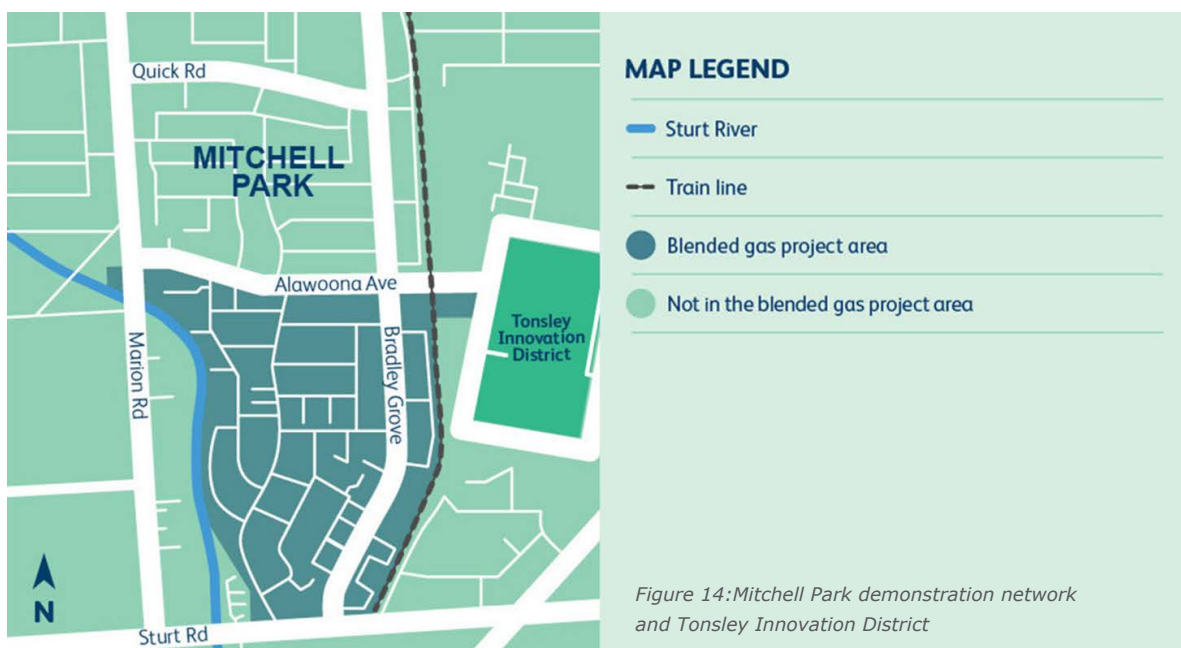 Quick Rd
MITCHELL
PARK
Alawoona Ave
Tonsley
Innovation
District
Marion Rd
Bradley Grove
N
Sturt Rd
MAP LEGEND
Sturt River
Train line
Blended gas project area
Not in the blended gas project area
Figure 14:Mitchell Park demonstration network
and Tonsley Innovation District